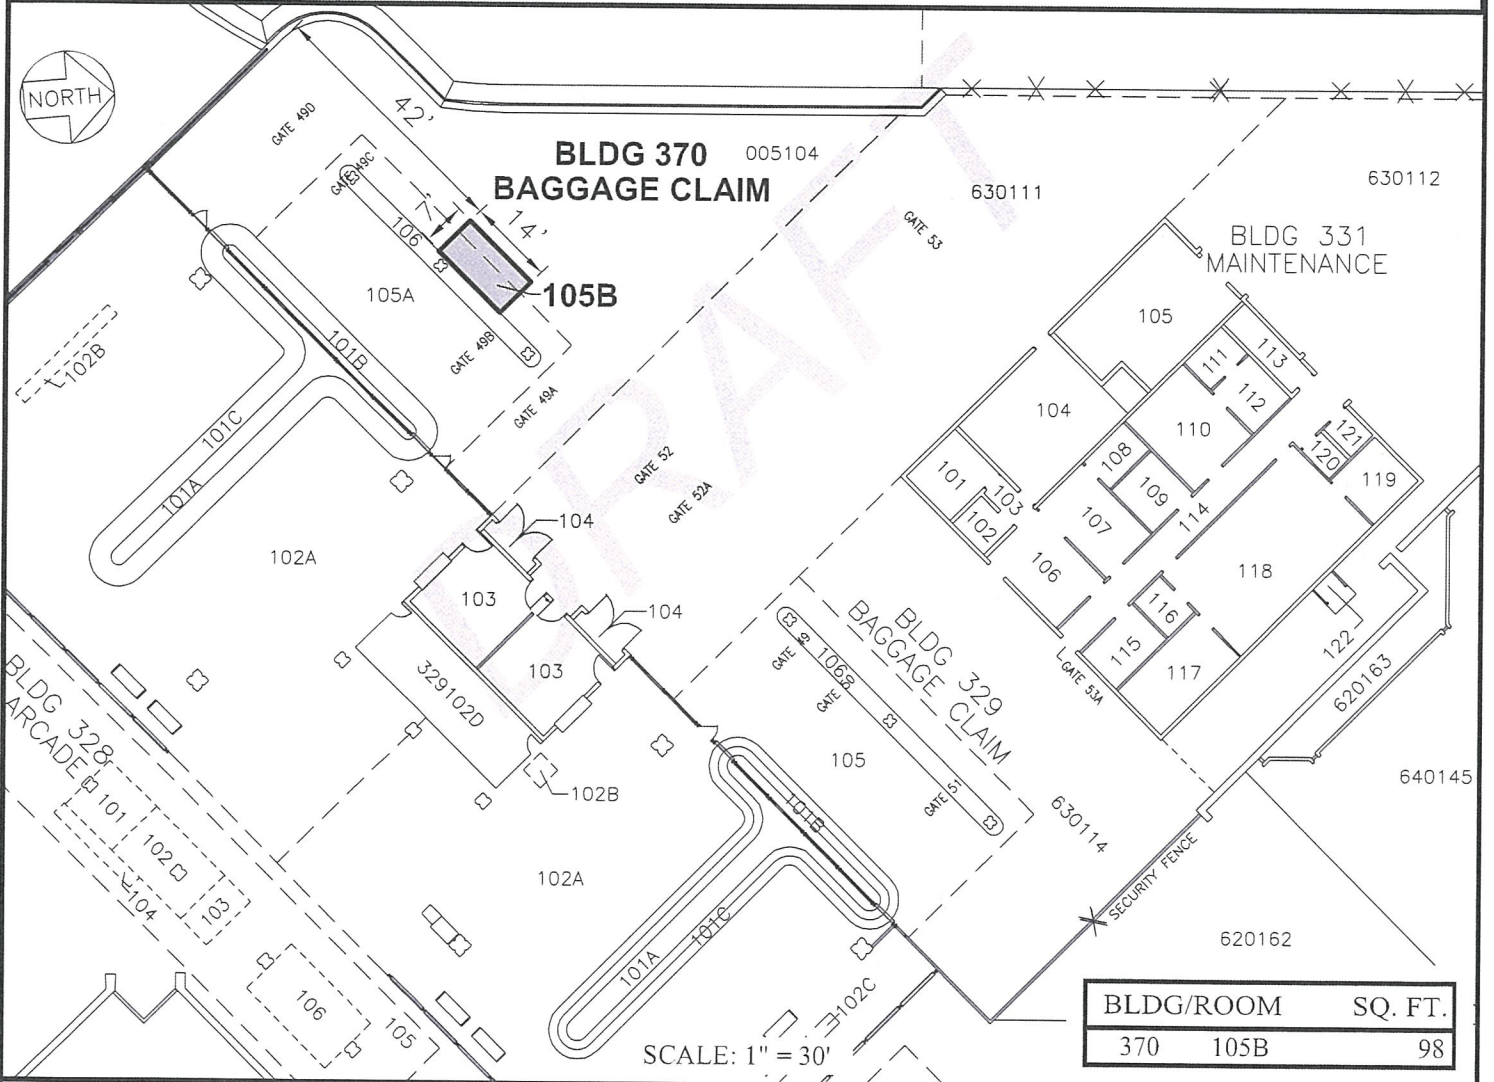 NORTH
GATE 49D
42'
BLDG 370
BAGGAGE CLAIM
005104
630111
630112
GATE 49C
7'
14'
106
105B
105A
GATE 53
BLDG 331
MAINTENANCE
102B
101B
GATE 49B
GATE 49A
101C
101A
102A
GATE 52
GATE 52A
104
103
104
103
329102D
102B
105
104
113
111
112
110
121
120
119
108
109
101
103
102
107
114
106
118
116
115
117
122
GATE 53A
620163
640145
BLDG 329
BAGGAGE CLAIM
GATE
106
GATE
GATE 51
105
630114
SECURITY FENCE
620162
BLDG 328
ARCADE
101
102
103
104
106
105
102A
101B
101C
101A
102C
DRAFT
SCALE: 1" = 30'
BLDG/ROOM SQ. FT.
370 105B 98